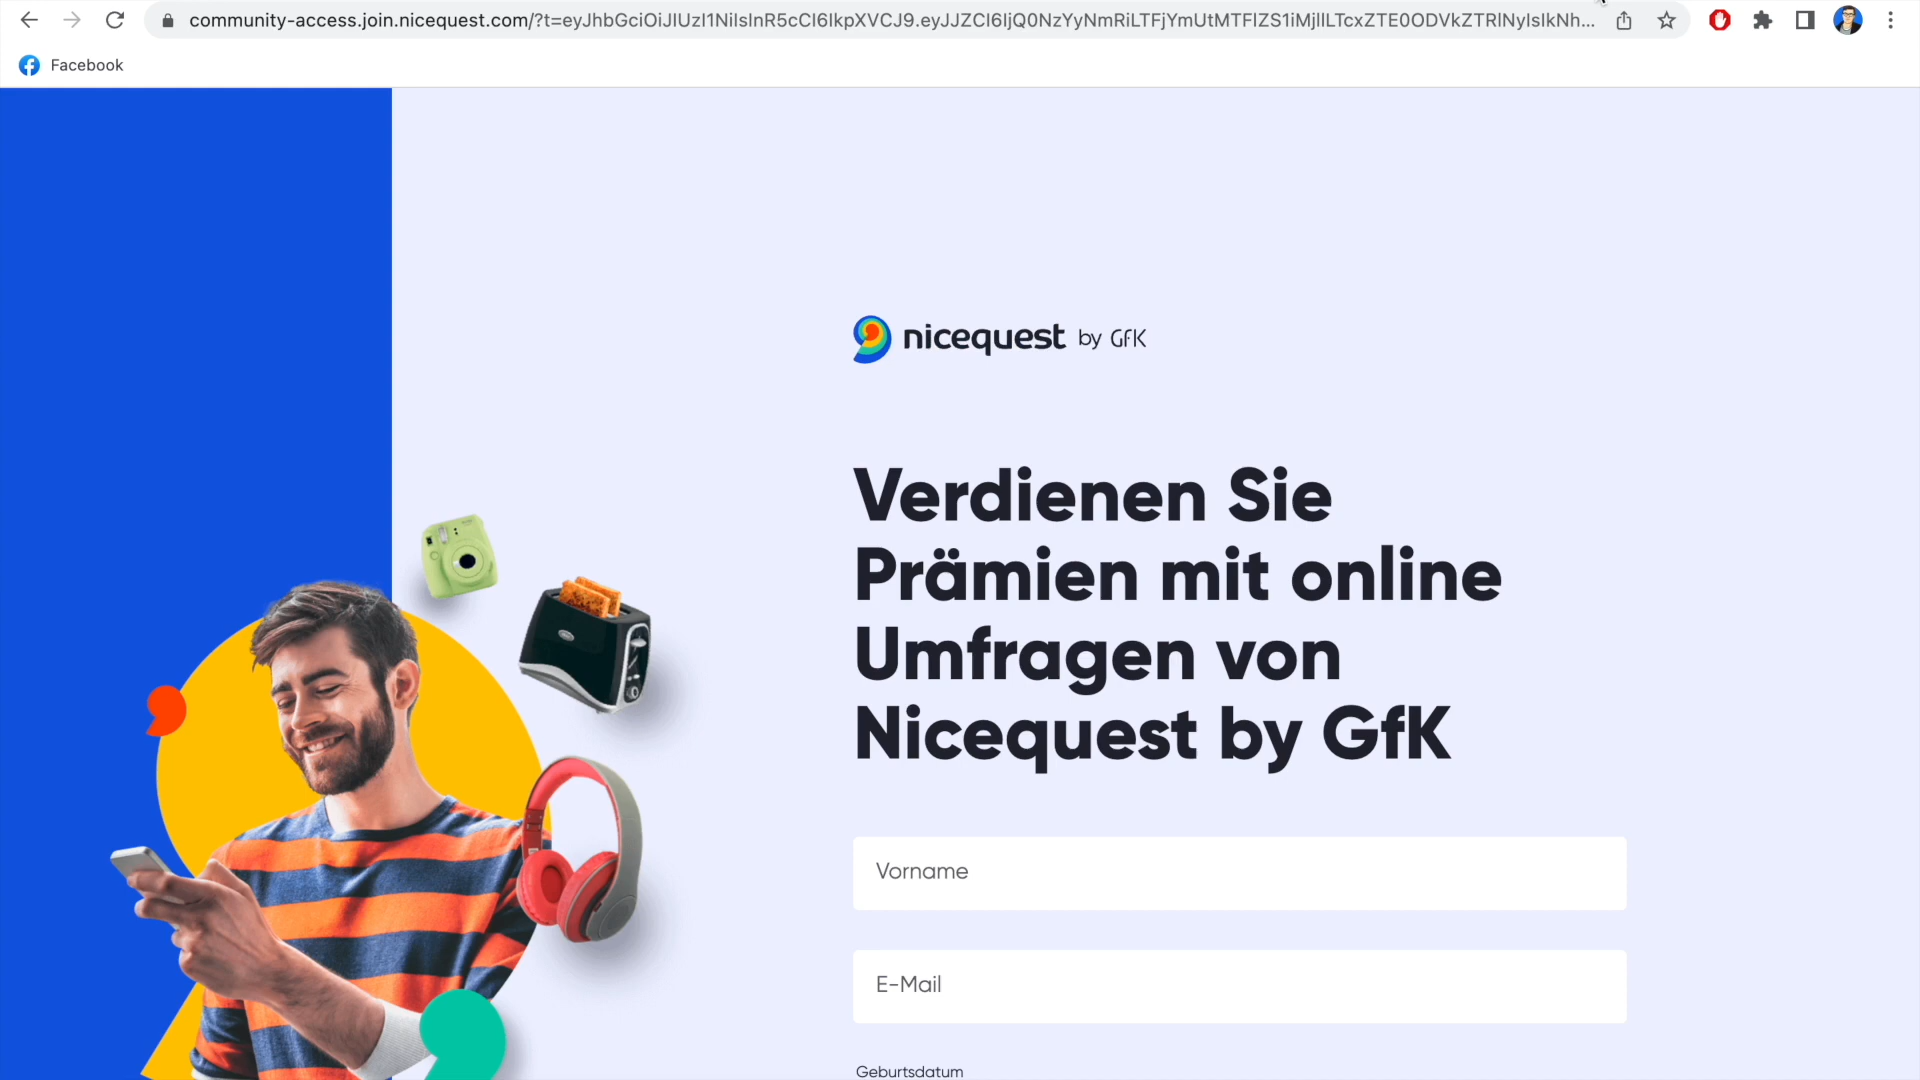 community-access.join.nicequest.com/?t=eyJhbGciOiJIUzI1NiIsInR5cCI6IkpXVCJ9.eyJJZCI6IjQ0NzYyNmRiLTFjYmUtMTFlZS1iMjllLTcxZTE0ODVkZTRlNyIsIkNh...
Facebook
nicequest by GfK
Verdienen Sie
Prämien mit online
Umfragen von
Nicequest by GfK
Vorname
E-Mail
Geburtsdatum